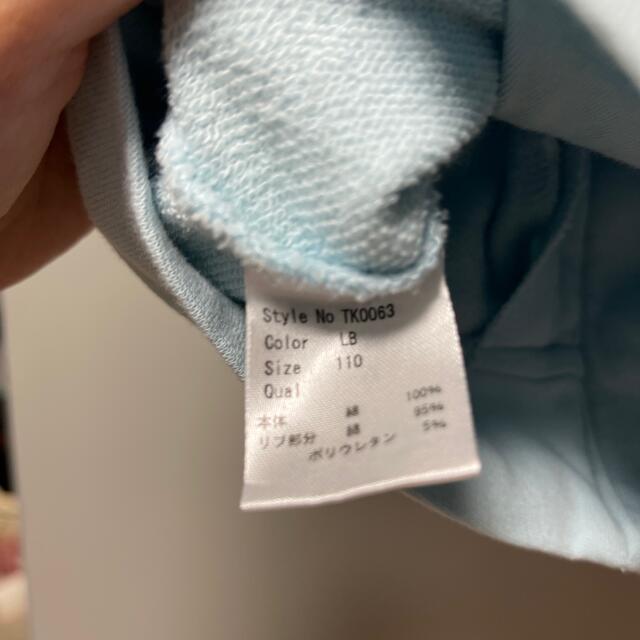 Style No TK0063
Color LB
Size 110
Qual
本体 綿 100%
リブ部分 綿 95%
ポリウレタン 5%